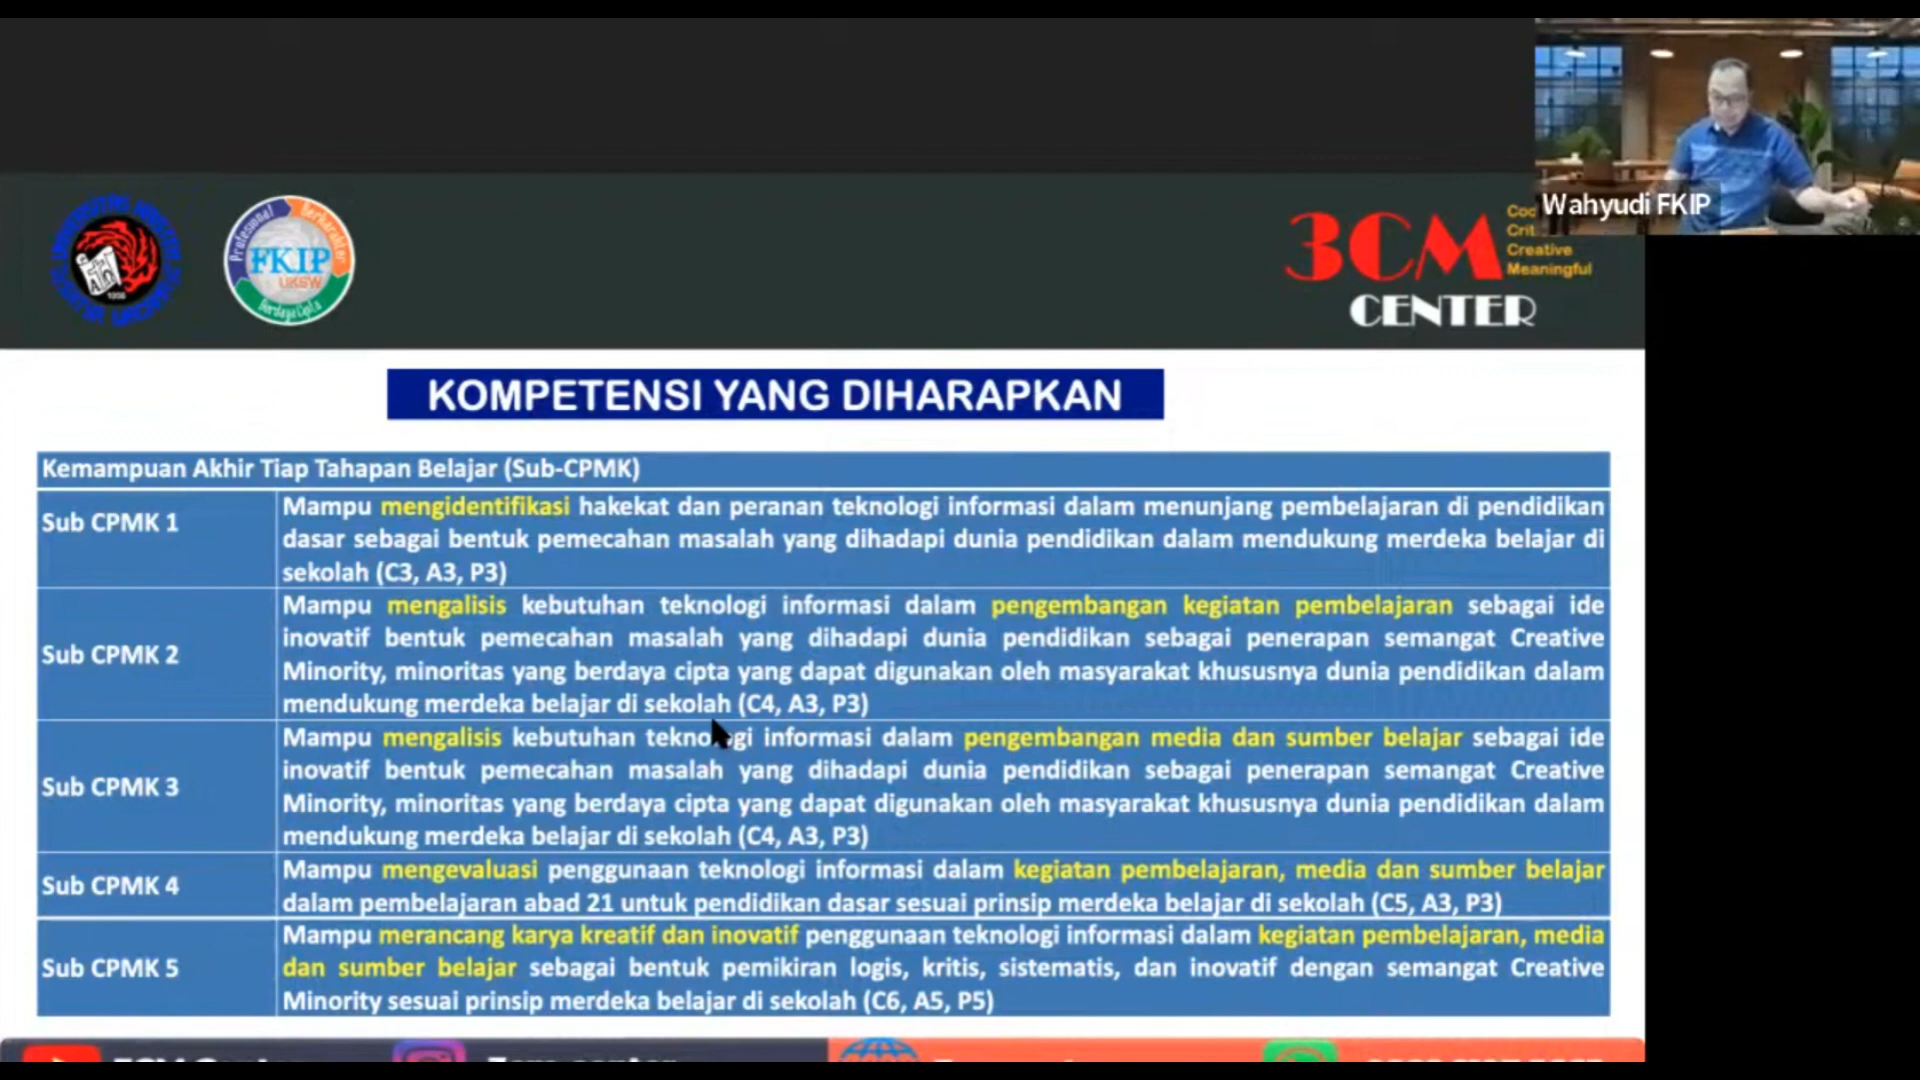 Wahyudi FKIP
Profesional
Berkarakter
FKIP
UKSW
Berdaya Cipta
1956
3CM
Creative
Meaningful
CENTER
KOMPETENSI YANG DIHARAPKAN
Kemampuan Akhir Tiap Tahapan Belajar (Sub-CPMK)
Sub CPMK 1
Mampu mengidentifikasi hakekat dan peranan teknologi informasi dalam menunjang pembelajaran di pendidikan
dasar sebagai bentuk pemecahan masalah yang dihadapi dunia pendidikan dalam mendukung merdeka belajar di
sekolah (C3, A3, P3)
Sub CPMK 2
Mampu mengalisis kebutuhan teknologi informasi dalam pengembangan kegiatan pembelajaran sebagai ide
inovatif bentuk pemecahan masalah yang dihadapi dunia pendidikan sebagai penerapan semangat Creative
Minority, minoritas yang berdaya cipta yang dapat digunakan oleh masyarakat khususnya dunia pendidikan dalam
mendukung merdeka belajar di sekolah (C4, A3, P3)
Sub CPMK 3
Mampu mengalisis kebutuhan teknologi informasi dalam pengembangan media dan sumber belajar sebagai ide
inovatif bentuk pemecahan masalah yang dihadapi dunia pendidikan sebagai penerapan semangat Creative
Minority, minoritas yang berdaya cipta yang dapat digunakan oleh masyarakat khususnya dunia pendidikan dalam
mendukung merdeka belajar di sekolah (C4, A3, P3)
Sub CPMK 4
Mampu mengevaluasi penggunaan teknologi informasi dalam kegiatan pembelajaran, media dan sumber belajar
dalam pembelajaran abad 21 untuk pendidikan dasar sesuai prinsip merdeka belajar di sekolah (C5, A3, P3)
Sub CPMK 5
Mampu merancang karya kreatif dan inovatif penggunaan teknologi informasi dalam kegiatan pembelajaran, media
dan sumber belajar sebagai bentuk pemikiran logis, kritis, sistematis, dan inovatif dengan semangat Creative
Minority sesuai prinsip merdeka belajar di sekolah (C6, A5, P5)